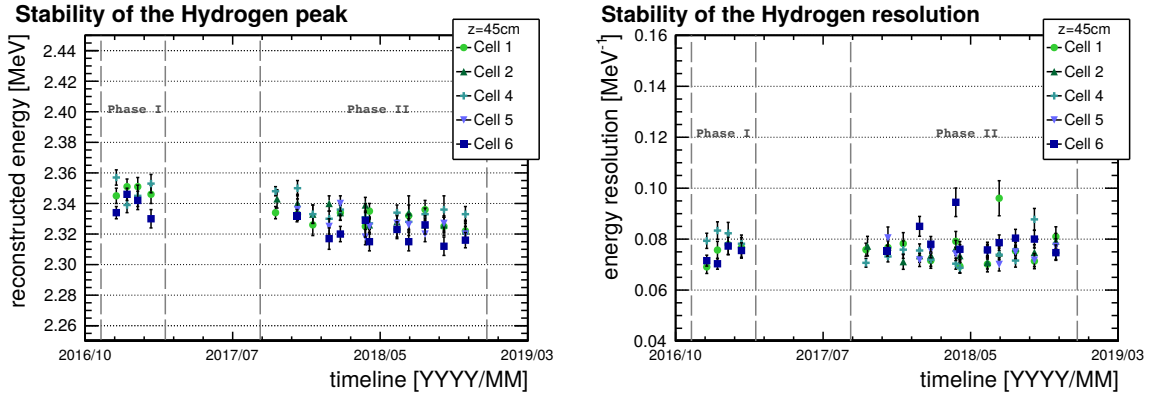 Stability of the Hydrogen peak
reconstructed energy [MeV]
2.44
2.42
2.40
2.38
2.36
2.34
2.32
2.30
2.28
2.26
Phase I
Phase II
z=45cm
Cell 1
Cell 2
Cell 4
Cell 5
Cell 6
2016/10
2017/07
2018/05
2019/03
timeline [YYYY/MM]
Stability of the Hydrogen resolution
energy resolution [MeV⁻¹]
0.16
0.14
0.12
0.10
0.08
0.06
0.04
Phase I
Phase II
z=45cm
Cell 1
Cell 2
Cell 4
Cell 5
Cell 6
2016/10
2017/07
2018/05
2019/03
timeline [YYYY/MM]